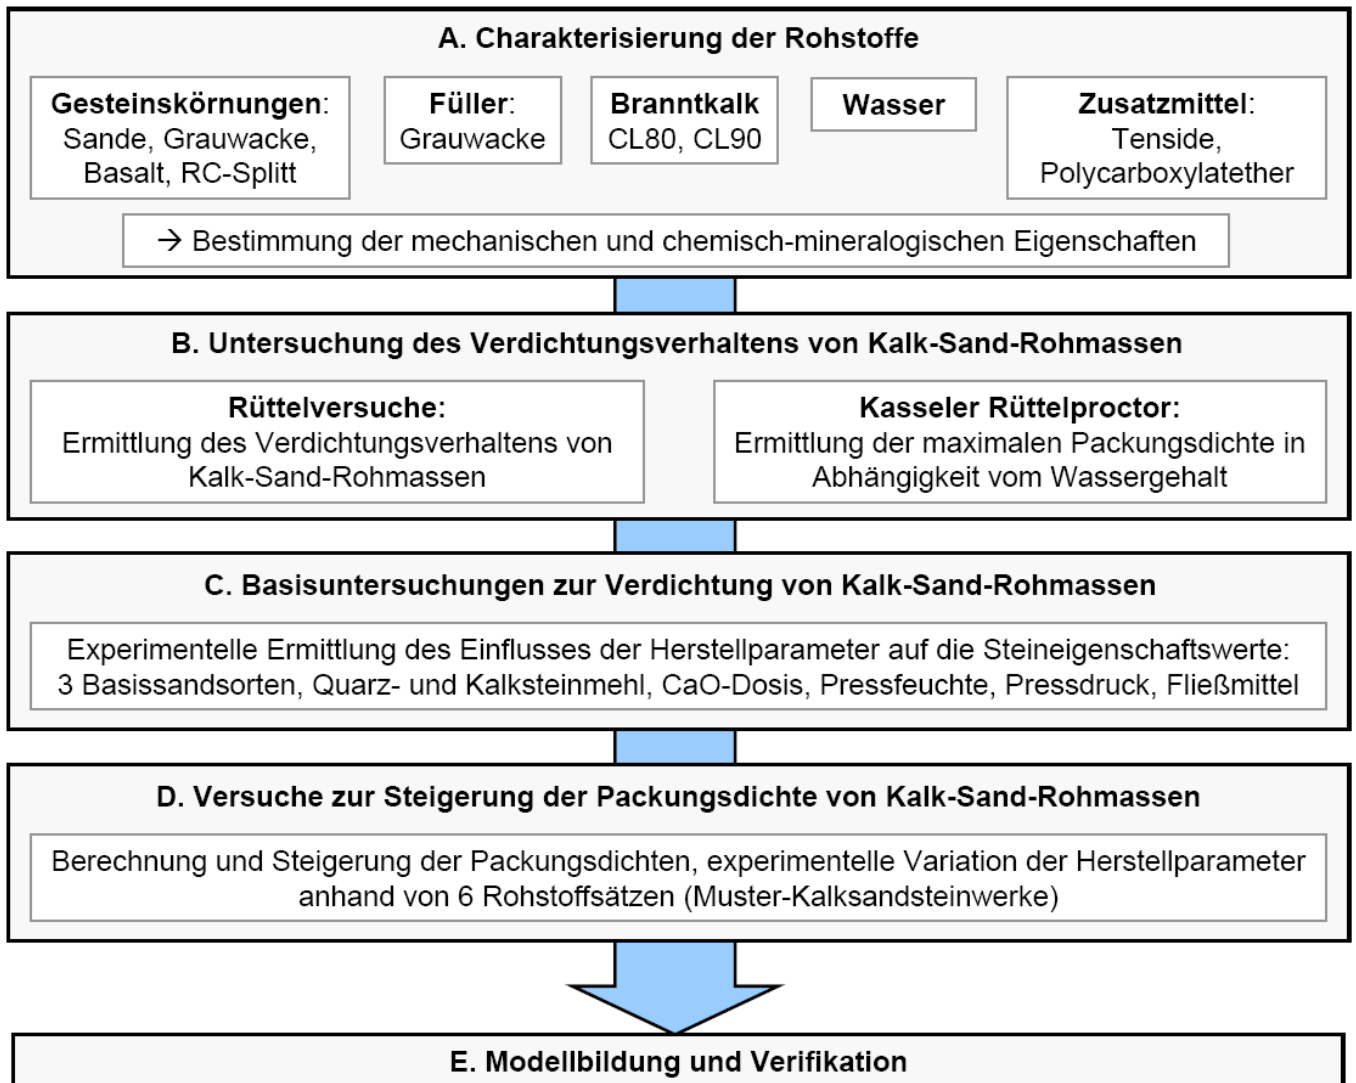 A. Charakterisierung der Rohstoffe
Gesteinskörnungen:
Sande, Grauwacke,
Basalt, RC-Splitt
Füller:
Grauwacke
Branntkalk
CL80, CL90
Wasser
Zusatzmittel:
Tenside,
Polycarboxylatether
→ Bestimmung der mechanischen und chemisch-mineralogischen Eigenschaften
B. Untersuchung des Verdichtungsverhaltens von Kalk-Sand-Rohmassen
Rüttelversuche:
Ermittlung des Verdichtungsverhaltens von
Kalk-Sand-Rohmassen
Kasseler Rüttelproctor:
Ermittlung der maximalen Packungsdichte in
Abhängigkeit vom Wassergehalt
C. Basisuntersuchungen zur Verdichtung von Kalk-Sand-Rohmassen
Experimentelle Ermittlung des Einflusses der Herstellparameter auf die Steineigenschaftswerte:
3 Basissandsorten, Quarz- und Kalksteinmehl, CaO-Dosis, Pressfeuchte, Pressdruck, Fließmittel
D. Versuche zur Steigerung der Packungsdichte von Kalk-Sand-Rohmassen
Berechnung und Steigerung der Packungsdichten, experimentelle Variation der Herstellparameter
anhand von 6 Rohstoffsätzen (Muster-Kalksandsteinwerke)
E. Modellbildung und Verifikation